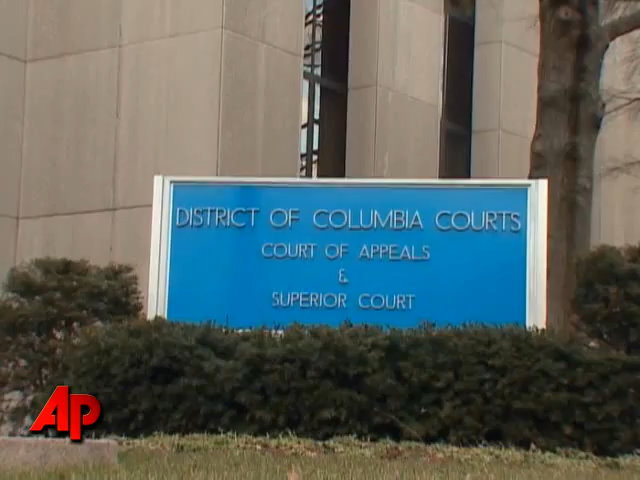 DISTRICT OF COLUMBIA COURTS
COURT OF APPEALS
&
SUPERIOR COURT
AP